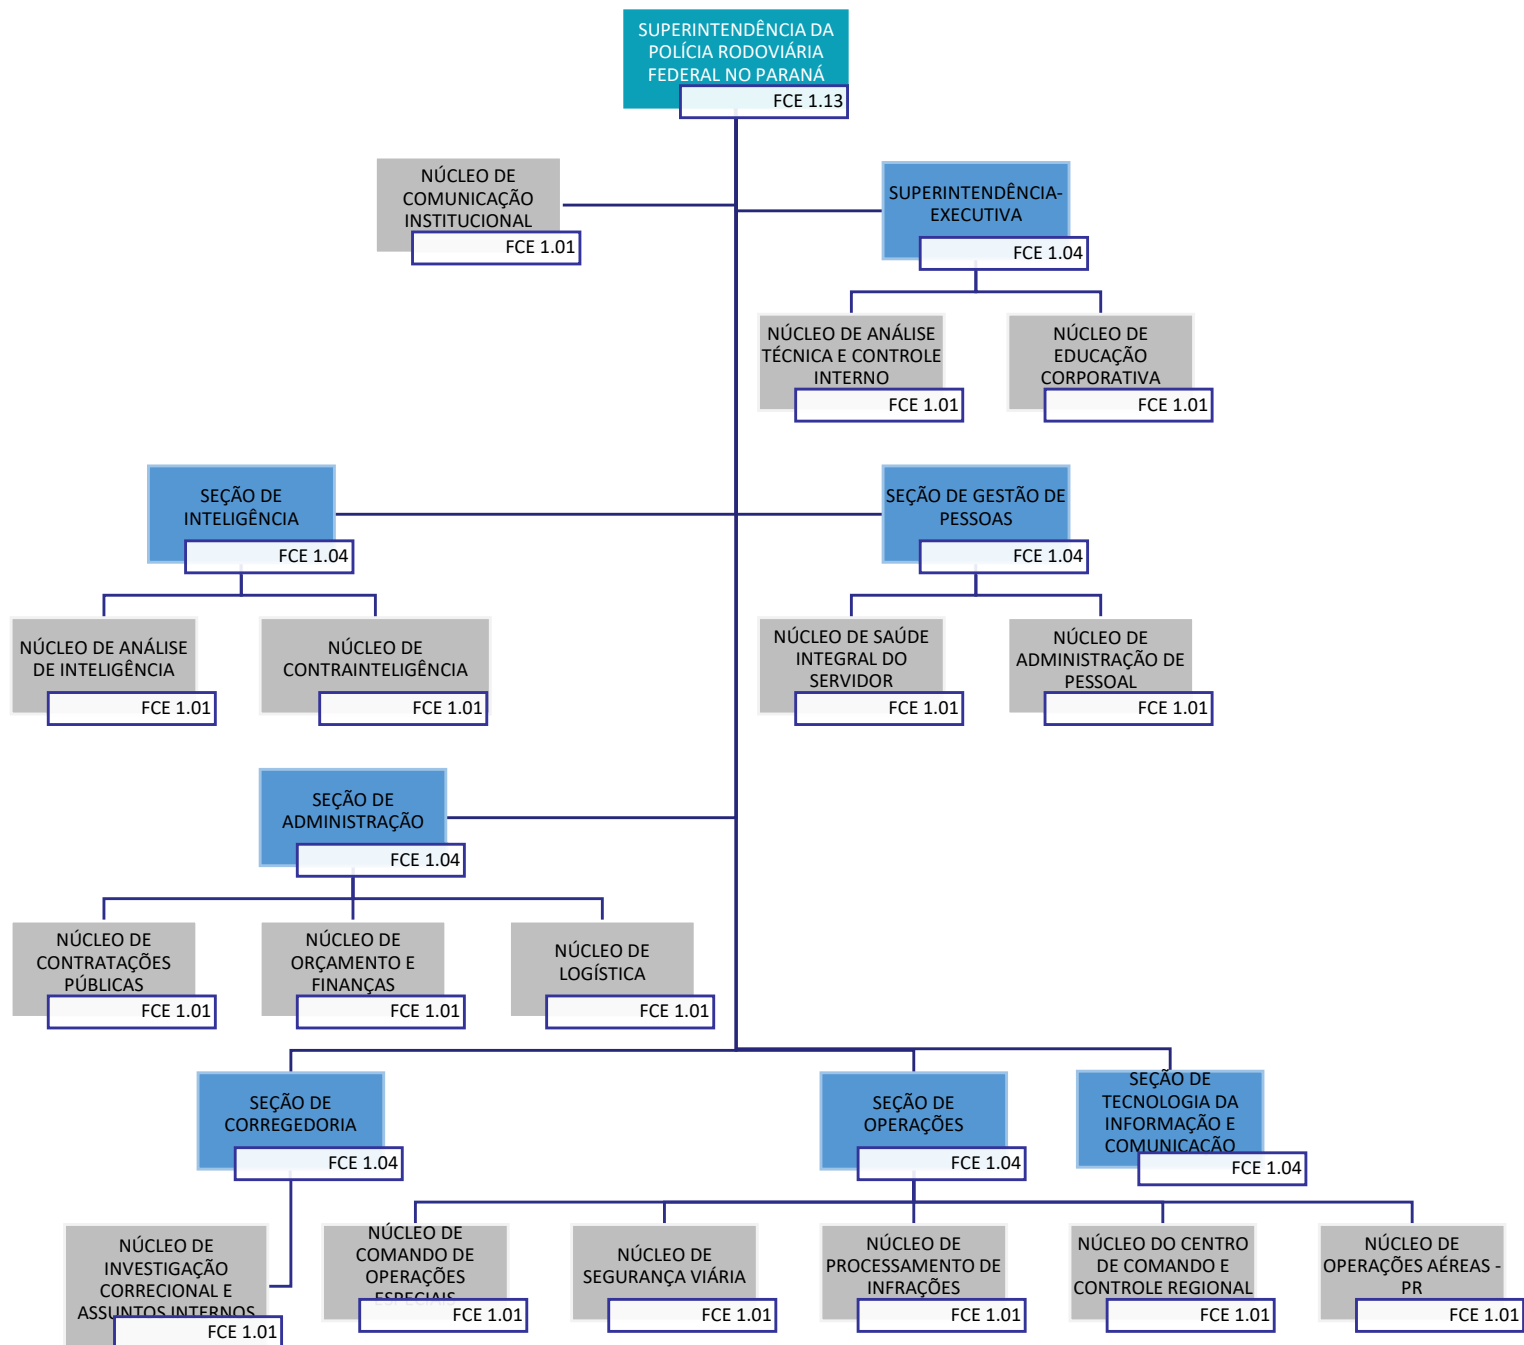 SUPERINTENDÊNCIA DA
POLÍCIA RODOVIÁRIA
FEDERAL NO PARANÁ
FCE 1.13
NÚCLEO DE
COMUNICAÇÃO
INSTITUCIONAL
FCE 1.01
SUPERINTENDÊNCIA-
EXECUTIVA
FCE 1.04
NÚCLEO DE ANÁLISE
TÉCNICA E CONTROLE
INTERNO
FCE 1.01
NÚCLEO DE
EDUCAÇÃO
CORPORATIVA
FCE 1.01
SEÇÃO DE
INTELIGÊNCIA
FCE 1.04
SEÇÃO DE GESTÃO DE
PESSOAS
FCE 1.04
NÚCLEO DE ANÁLISE
DE INTELIGÊNCIA
FCE 1.01
NÚCLEO DE
CONTRAINTELIGÊNCIA
FCE 1.01
NÚCLEO DE SAÚDE
INTEGRAL DO
SERVIDOR
FCE 1.01
NÚCLEO DE
ADMINISTRAÇÃO DE
PESSOAL
FCE 1.01
SEÇÃO DE
ADMINISTRAÇÃO
FCE 1.04
NÚCLEO DE
CONTRATAÇÕES
PÚBLICAS
FCE 1.01
NÚCLEO DE
ORÇAMENTO E
FINANÇAS
FCE 1.01
NÚCLEO DE
LOGÍSTICA
FCE 1.01
SEÇÃO DE
CORREGEDORIA
FCE 1.04
SEÇÃO DE
OPERAÇÕES
FCE 1.04
SEÇÃO DE
TECNOLOGIA DA
INFORMAÇÃO E
COMUNICAÇÃO
FCE 1.04
NÚCLEO DE
INVESTIGAÇÃO
CORRECIONAL E
ASSUNTOS INTERNOS
FCE 1.01
NÚCLEO DE
COMANDO DE
OPERAÇÕES
ESPECIAIS
FCE 1.01
NÚCLEO DE
SEGURANÇA VIÁRIA
FCE 1.01
NÚCLEO DE
PROCESSAMENTO DE
INFRAÇÕES
FCE 1.01
NÚCLEO DO CENTRO
DE COMANDO E
CONTROLE REGIONAL
FCE 1.01
NÚCLEO DE
OPERAÇÕES AÉREAS -
PR
FCE 1.01